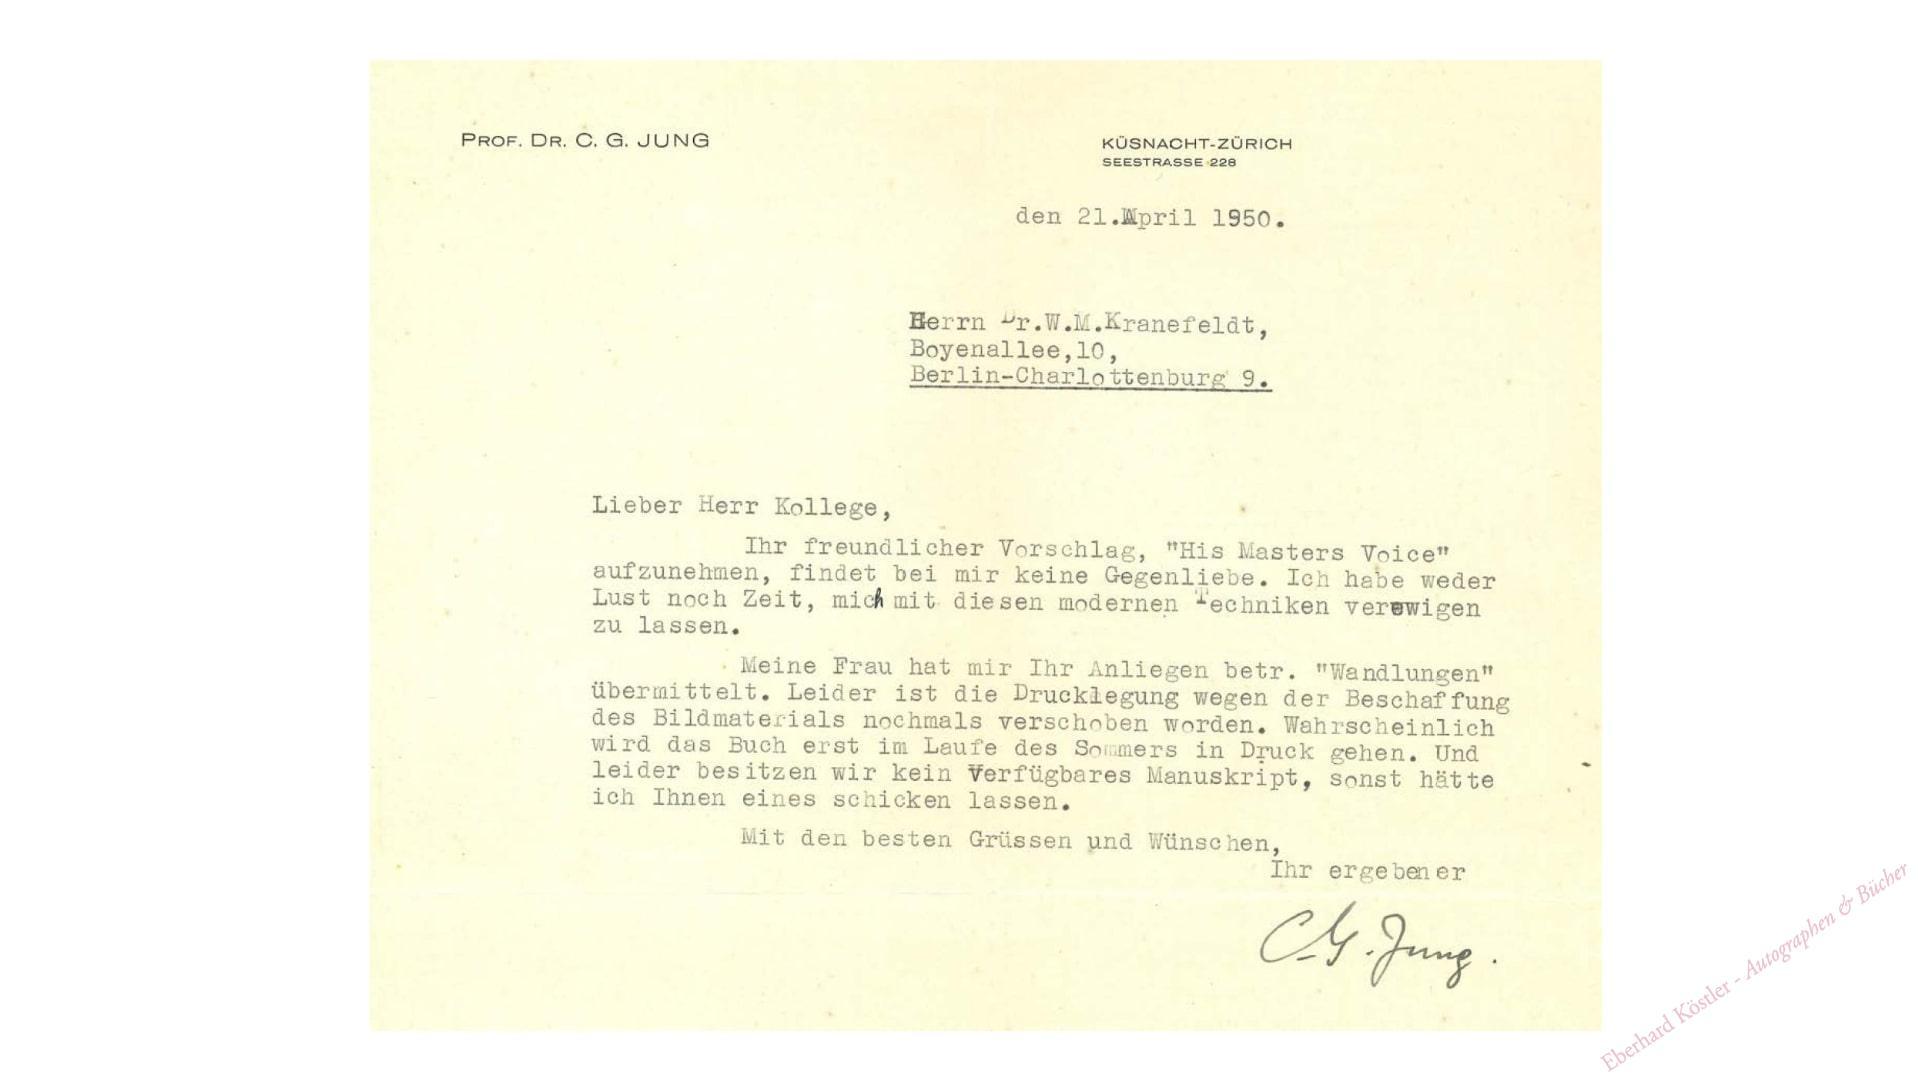 PROF. DR. C. G. JUNG
KÜSNACHT-ZÜRICH
SEESTRASSE 228
den 21.April 1950.
Herrn Dr.W.M.Kranefeldt,
Boyenallee,10,
Berlin-Charlottenburg 9.
Lieber Herr Kollege,
Ihr freundlicher Vorschlag, "His Masters Voice"
aufzunehmen, findet bei mir keine Gegenliebe. Ich habe weder
Lust noch Zeit, mich mit diesen modernen Techniken verewigen
zu lassen.
Meine Frau hat mir Ihr Anliegen betr. "Wandlungen"
übermittelt. Leider ist die Drucklegung wegen der Beschaffung
des Bildmaterials nochmals verschoben worden. Wahrscheinlich
wird das Buch erst im Laufe des Sommers in Druck gehen. Und
leider besitzen wir kein verfügbares Manuskript, sonst hätte
ich Ihnen eines schicken lassen.
Mit den besten Grüssen und Wünschen,
Ihr ergebener
C.G. Jung.
Eberhard Köstler - Autographen & Bücher